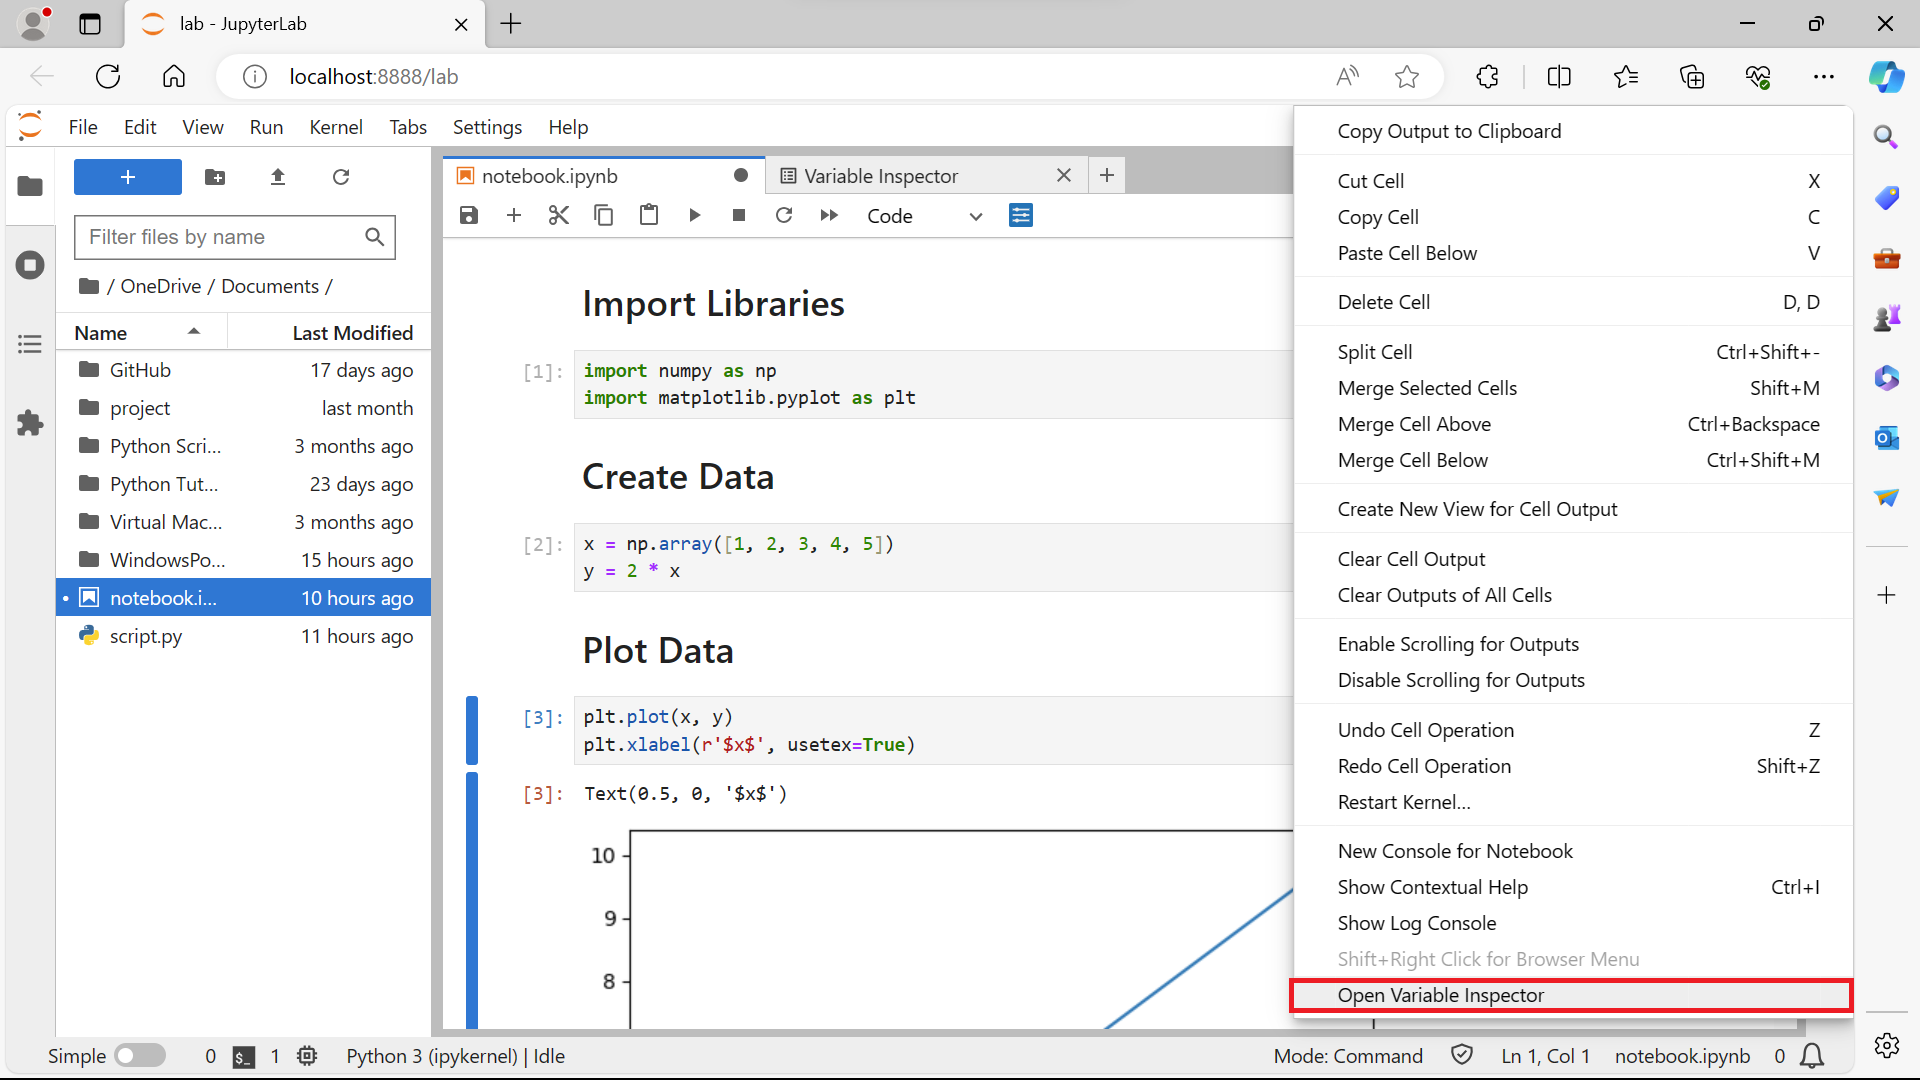 lab - JupyterLab
localhost:8888/lab
File Edit View Run Kernel Tabs Settings Help
Filter files by name
/ OneDrive / Documents /
Name Last Modified
GitHub 17 days ago
project last month
Python Scri... 3 months ago
Python Tut... 23 days ago
Virtual Mac... 3 months ago
WindowsPo... 15 hours ago
notebook.i... 10 hours ago
script.py 11 hours ago
notebook.ipynb
Variable Inspector
Code
Import Libraries
[1]: import numpy as np
import matplotlib.pyplot as plt
Create Data
[2]: x = np.array([1, 2, 3, 4, 5])
y = 2 * x
Plot Data
[3]: plt.plot(x, y)
plt.xlabel(r'$x$', usetex=True)
[3]: Text(0.5, 0, '$x$')
10
9
8
Copy Output to Clipboard
Cut Cell X
Copy Cell C
Paste Cell Below V
Delete Cell D, D
Split Cell Ctrl+Shift+-
Merge Selected Cells Shift+M
Merge Cell Above Ctrl+Backspace
Merge Cell Below Ctrl+Shift+M
Create New View for Cell Output
Clear Cell Output
Clear Outputs of All Cells
Enable Scrolling for Outputs
Disable Scrolling for Outputs
Undo Cell Operation Z
Redo Cell Operation Shift+Z
Restart Kernel...
New Console for Notebook
Show Contextual Help Ctrl+I
Show Log Console
Shift+Right Click for Browser Menu
Open Variable Inspector
Simple 0 $_ 1 Python 3 (ipykernel) | Idle Mode: Command Ln 1, Col 1 notebook.ipynb 0